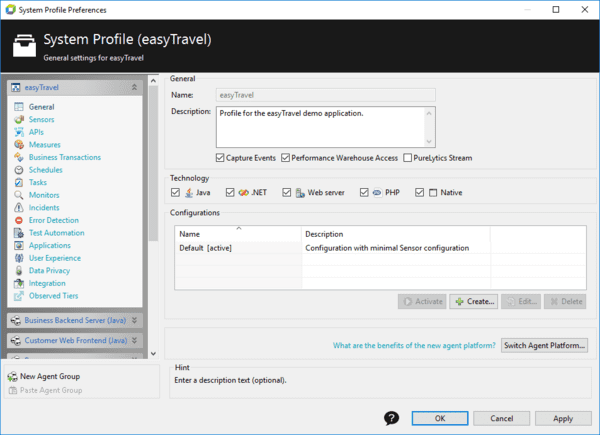 System Profile Preferences
System Profile (easyTravel)
General settings for easyTravel
easyTravel
General
Sensors
APIs
Measures
Business Transactions
Schedules
Tasks
Monitors
Incidents
Error Detection
Test Automation
Applications
User Experience
Data Privacy
Integration
Observed Tiers
Business Backend Server (Java)
Customer Web Frontend (Java)
New Agent Group
Paste Agent Group
General
Name: easyTravel
Description: Profile for the easyTravel demo application.
Capture Events Performance Warehouse Access PureLytics Stream
Technology
Java .NET Web server PHP Native
Configurations
Name Description
Default [active] Configuration with minimal Sensor configuration
Activate Create... Edit... Delete
What are the benefits of the new agent platform? Switch Agent Platform...
Hint
Enter a description text (optional).
OK Cancel Apply